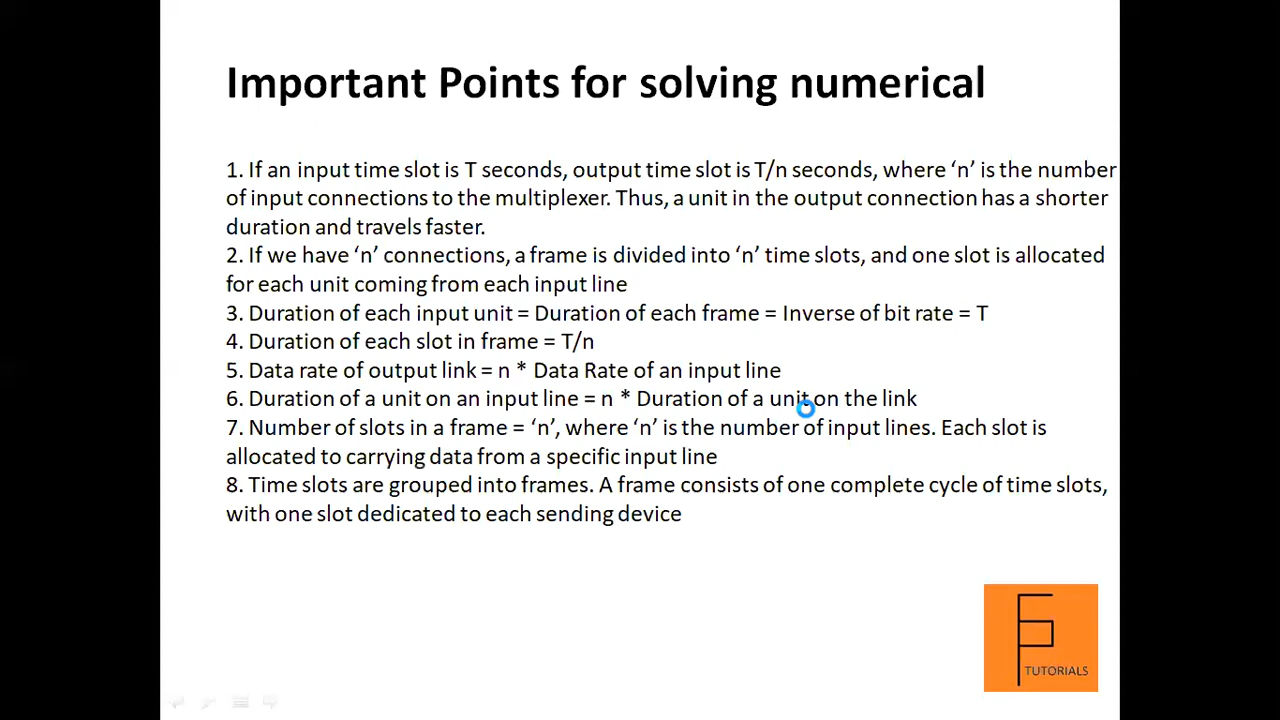 Important Points for solving numerical
1. If an input time slot is T seconds, output time slot is T/n seconds, where ‘n’ is the number
of input connections to the multiplexer. Thus, a unit in the output connection has a shorter
duration and travels faster.
2. If we have ‘n’ connections, a frame is divided into ‘n’ time slots, and one slot is allocated
for each unit coming from each input line
3. Duration of each input unit = Duration of each frame = Inverse of bit rate = T
4. Duration of each slot in frame = T/n
5. Data rate of output link = n * Data Rate of an input line
6. Duration of a unit on an input line = n * Duration of a unit on the link
7. Number of slots in a frame = ‘n’, where ‘n’ is the number of input lines. Each slot is
allocated to carrying data from a specific input line
8. Time slots are grouped into frames. A frame consists of one complete cycle of time slots,
with one slot dedicated to each sending device
TUTORIALS